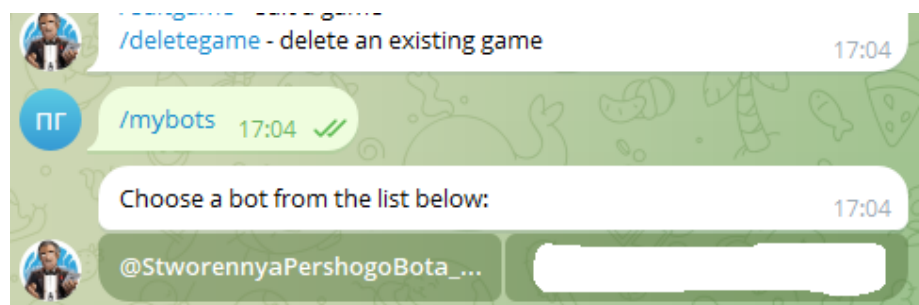 /deletegame - delete an existing game
17:04
ПГ
/mybots 17:04
Choose a bot from the list below:
17:04
@StworennyaPershogoBota_...